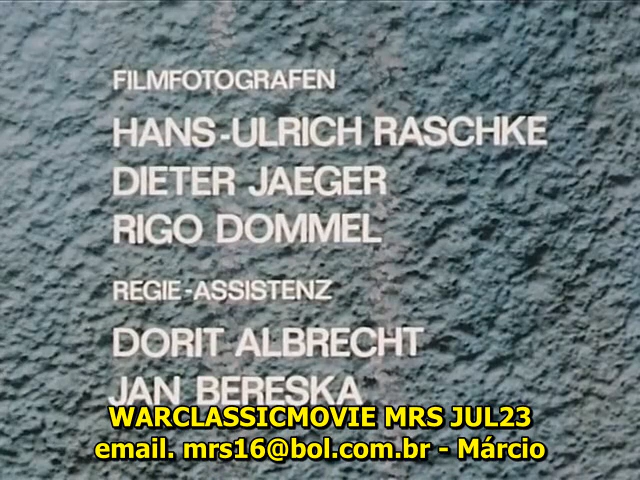 FILMFOTOGRAFEN
HANS-ULRICH RASCHKE
DIETER JAEGER
RIGO DOMMEL
REGIE-ASSISTENZ
DORIT ALBRECHT
JAN BERESKA
WARCLASSICMOVIE MRS JUL23
email. mrs16@bol.com.br - Márcio